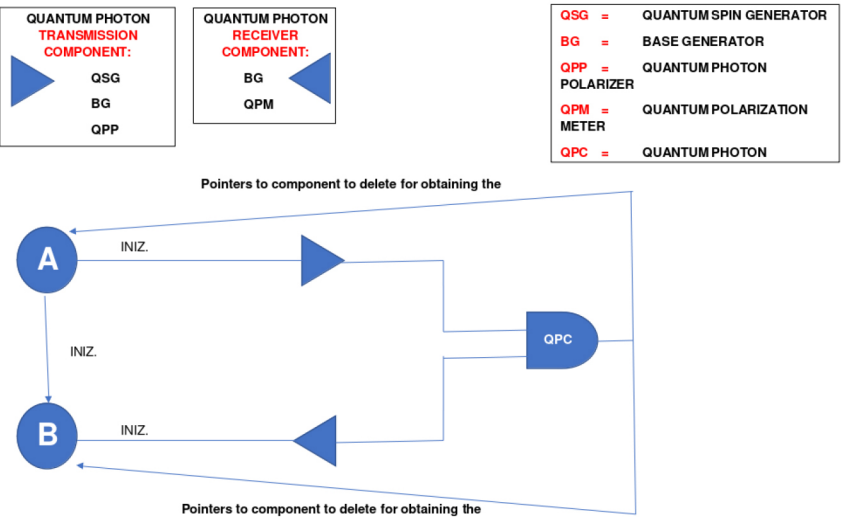 QUANTUM PHOTON
TRANSMISSION
COMPONENT:
QSG
BG
QPP
QUANTUM PHOTON
RECEIVER
COMPONENT:
BG
QPM
QSG = QUANTUM SPIN GENERATOR
BG = BASE GENERATOR
QPP = QUANTUM PHOTON
POLARIZER
QPM = QUANTUM POLARIZATION
METER
QPC = QUANTUM PHOTON
Pointers to component to delete for obtaining the
A
INIZ.
QPC
INIZ.
B
INIZ.
Pointers to component to delete for obtaining the